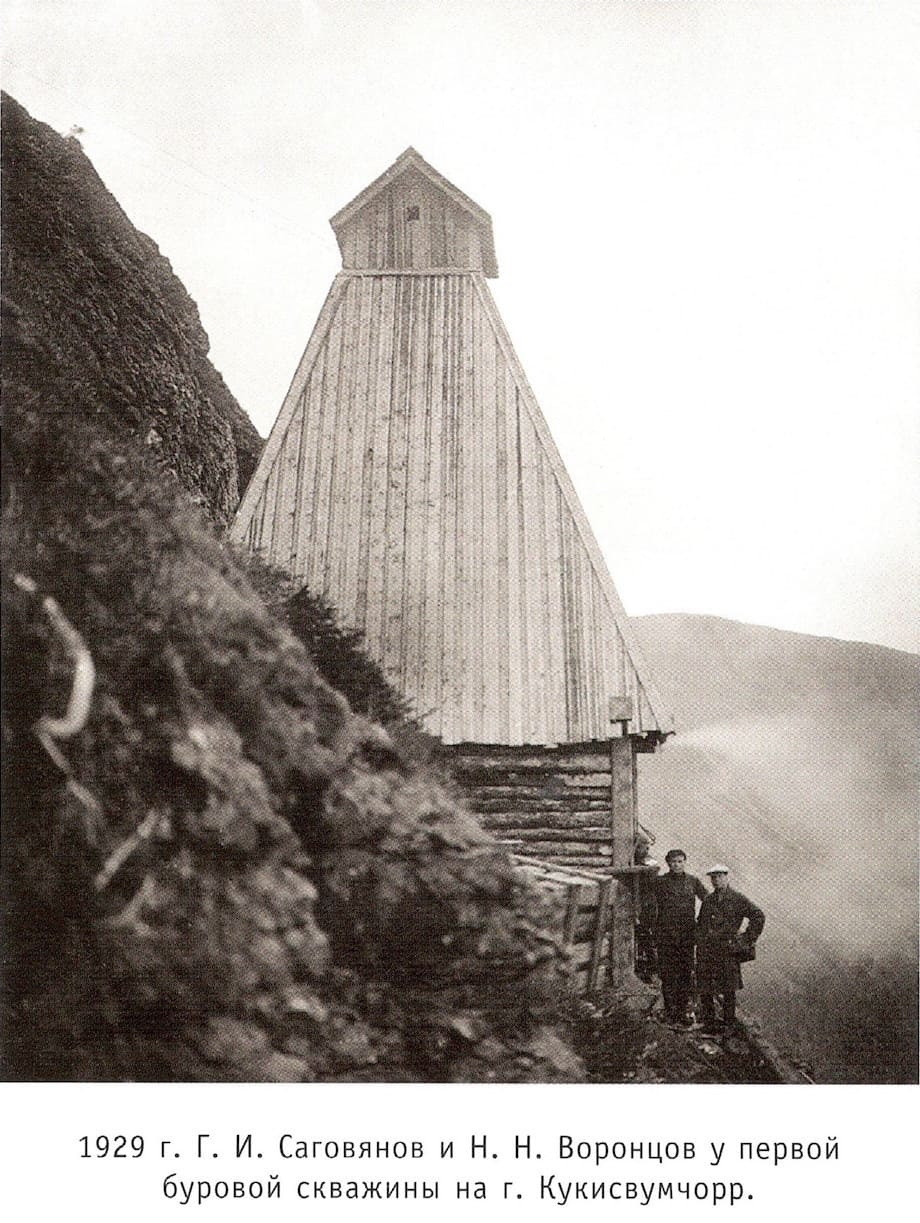 1929 г. Г. И. Саговянов и Н. Н. Воронцов у первой
буровой скважины на г. Кукисвумчорр.